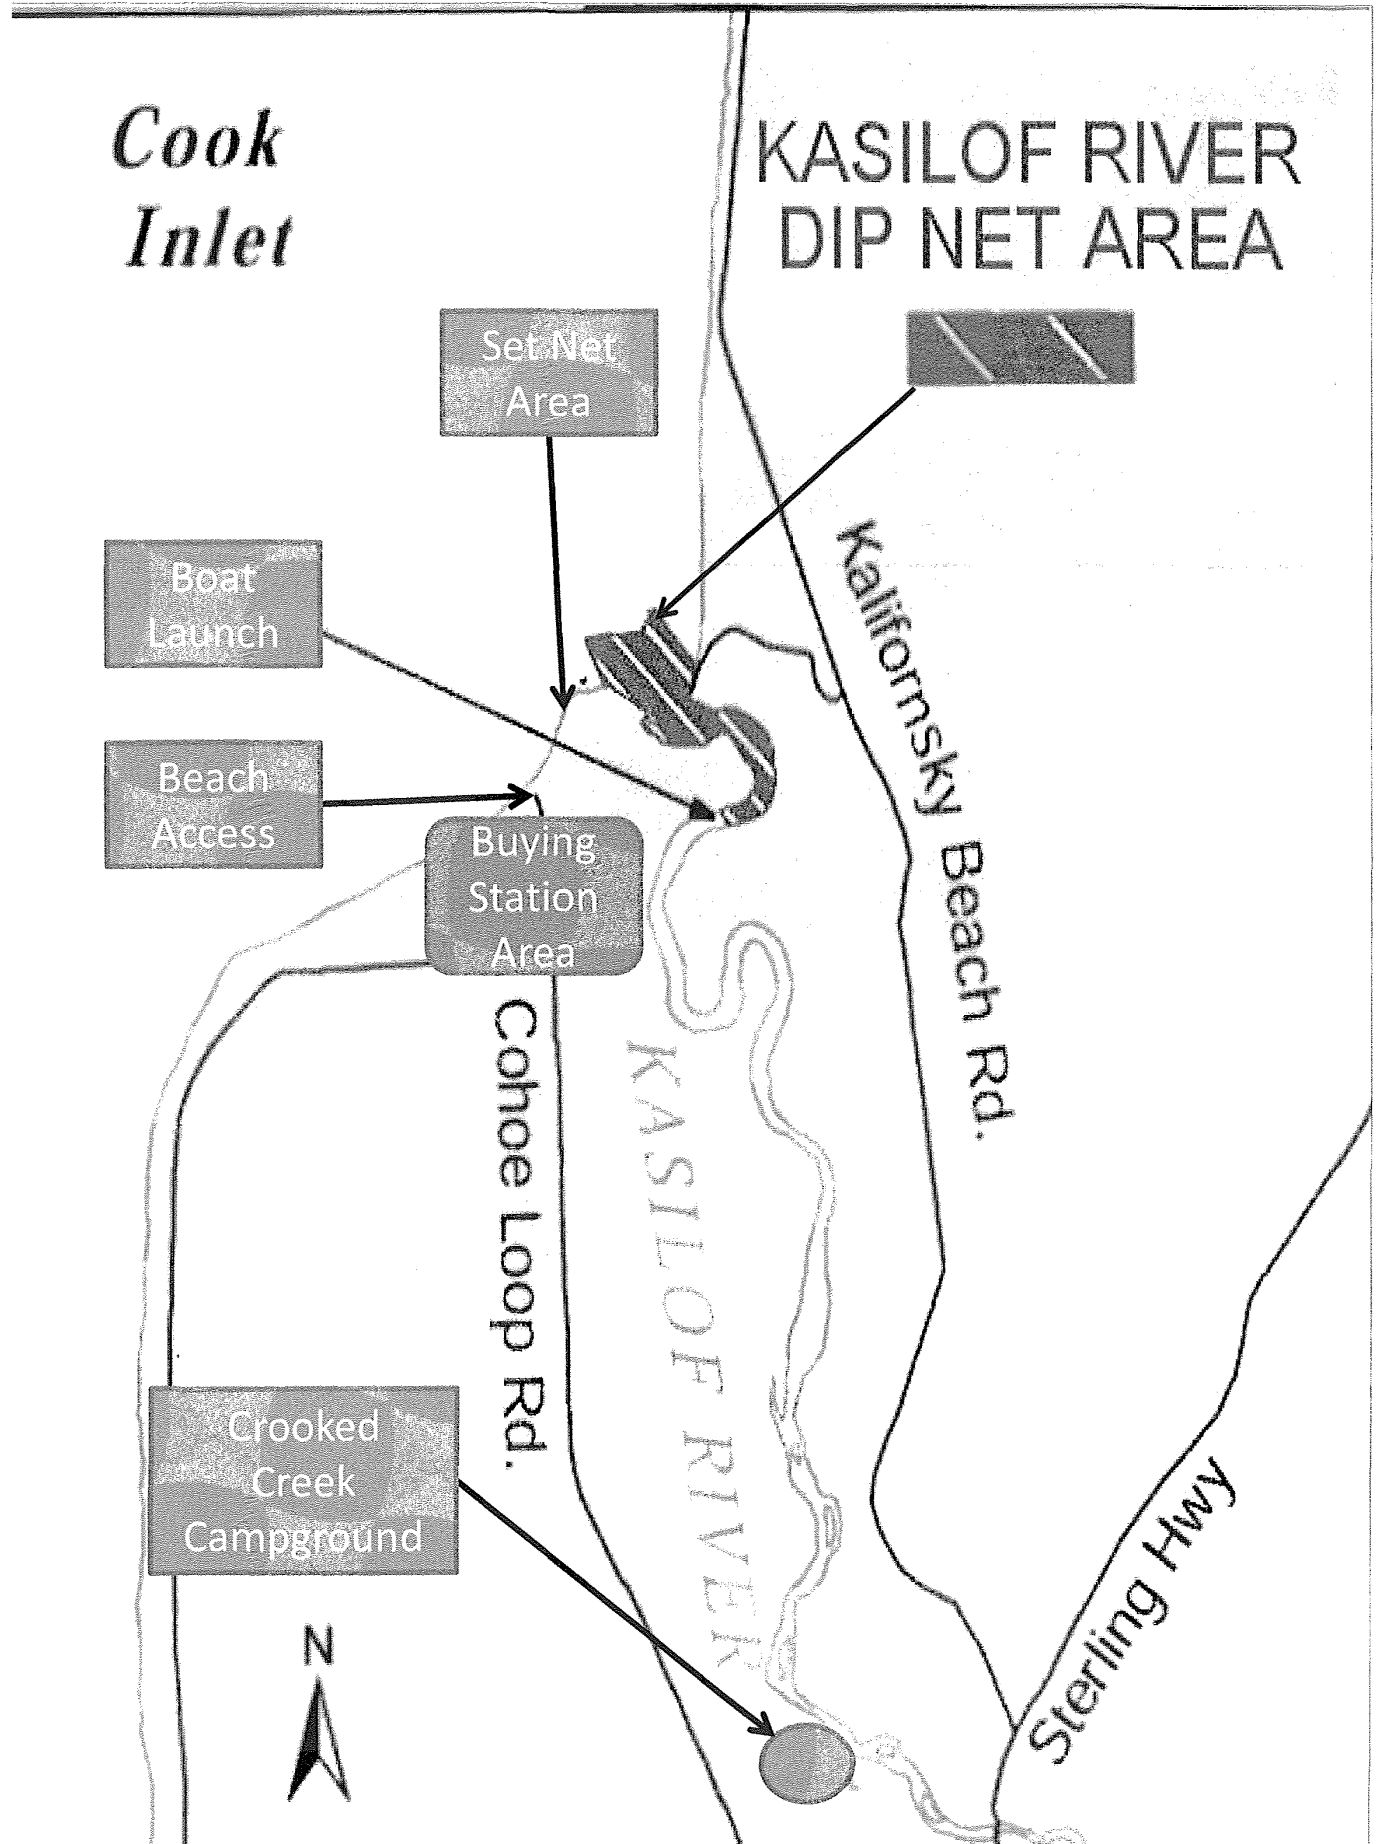 Cook
Inlet
KASILOF RIVER
DIP NET AREA
Set Net
Area
Boat
Launch
Kalifornsky Beach Rd.
Beach
Access
Buying
Station
Area
Cohoe Loop Rd.
KASILOF RIVER
Crooked
Creek
Campground
Sterling Hwy
N